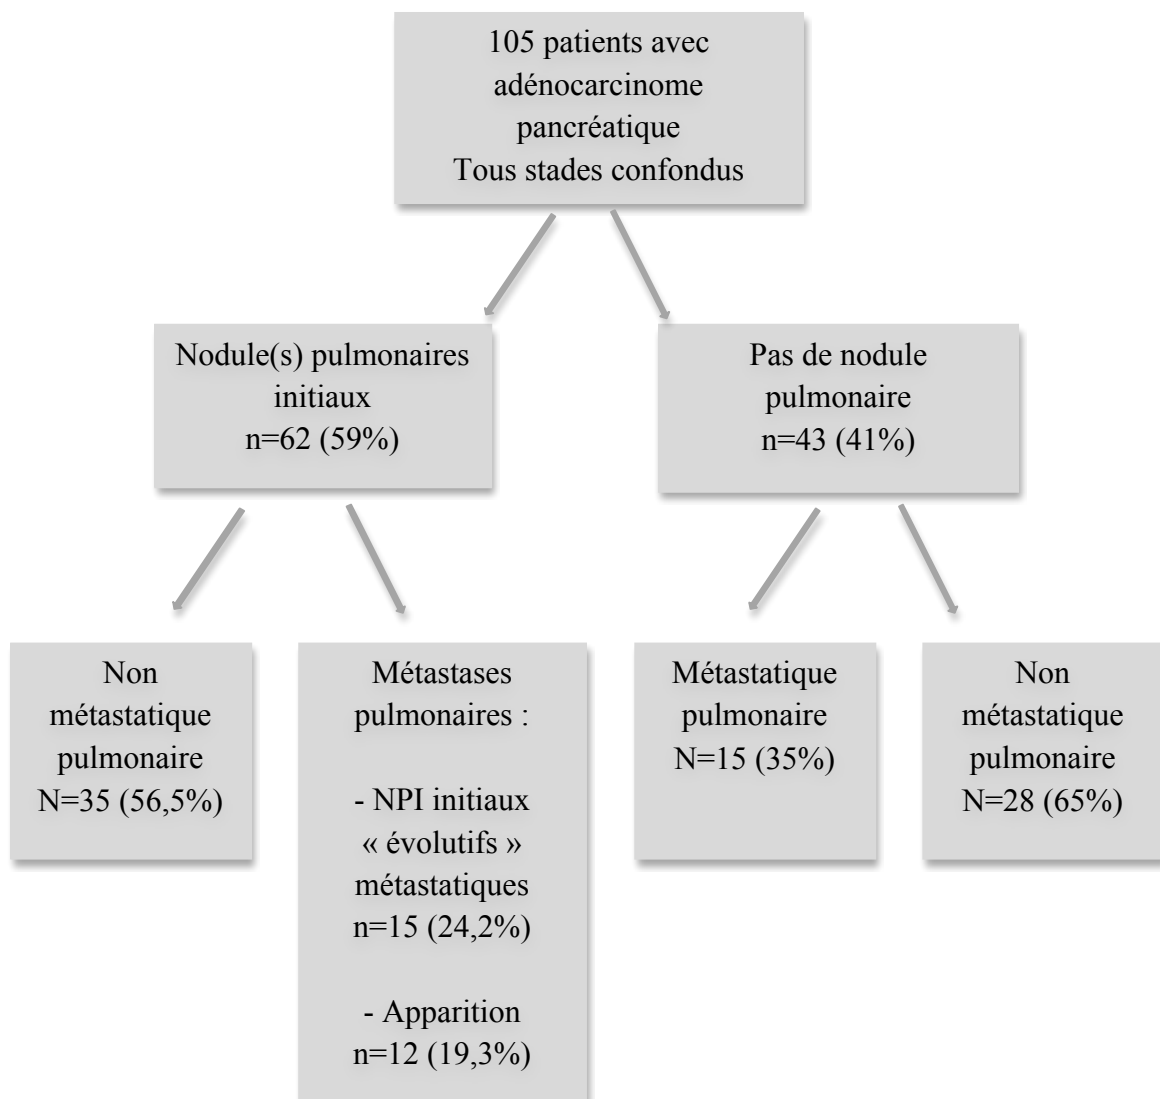 105 patients avec
adénocarcinome
pancréatique
Tous stades confondus
Nodule(s) pulmonaires
initiaux
n=62 (59%)
Pas de nodule
pulmonaire
n=43 (41%)
Non
métastatique
pulmonaire
N=35 (56,5%)
Métastases
pulmonaires :
- NPI initiaux
« évolutifs »
métastatiques
n=15 (24,2%)
- Apparition
n=12 (19,3%)
Métastatique
pulmonaire
N=15 (35%)
Non
métastatique
pulmonaire
N=28 (65%)